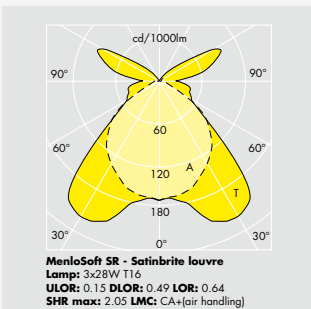 cd/1000lm
90° 90°
60
60° 60°
120
A
T
180
30° 30°
0°
MenloSoft SR - Satinbrite louvre
Lamp: 3x28W T16
ULOR: 0.15 DLOR: 0.49 LOR: 0.64
SHR max: 2.05 LMC: CA+(air handling)